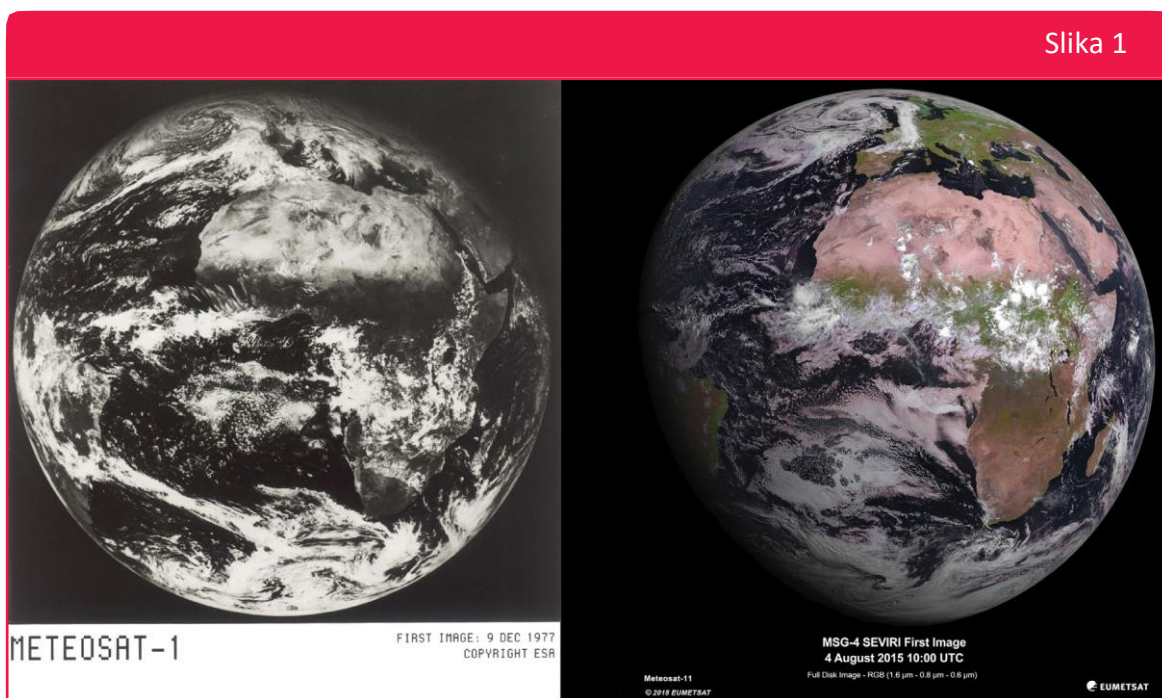 Slika 1
METEOSAT-1
FIRST IMAGE: 9 DEC 1977
COPYRIGHT ESA
MSG-4 SEVIRI First Image
4 August 2015 10:00 UTC
Full Disk Image - RGB (1.6 µm - 0.8 µm - 0.6 µm)
Meteosat-11
© 2015 EUMETSAT
EUMETSAT